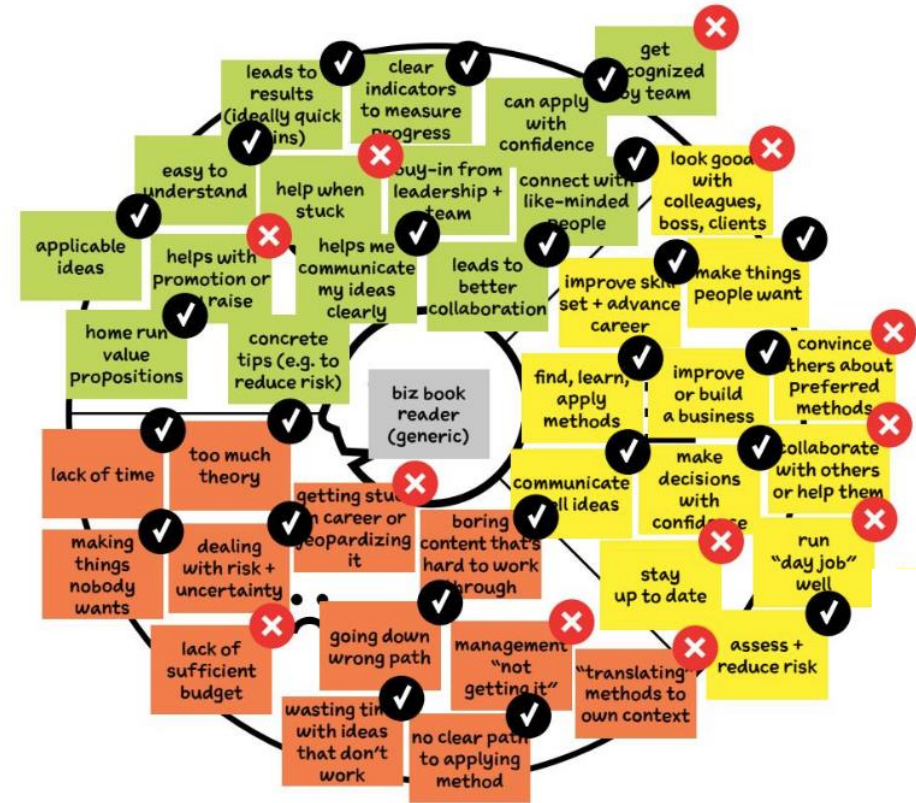 get
recognized
by team
leads to
results
(ideally quick
wins)
clear
indicators
to measure
progress
can apply
with
confidence
easy to
understand
help when
stuck
buy-in from
leadership +
team
connect with
like-minded
people
look good
with
colleagues,
boss, clients
applicable
ideas
helps with
promotion or
pay raise
helps me
communicate
my ideas
clearly
leads to
better
collaboration
improve skill
set + advance
career
make things
people want
home run
value
propositions
concrete
tips (e.g. to
reduce risk)
biz book
reader
(generic)
find, learn,
apply
methods
improve
or build
a business
convince
others about
preferred
methods
lack of time
too much
theory
getting stuck
in career or
jeopardizing
it
boring
content that's
hard to work
through
communicate
ideas
make
decisions
with
confidence
collaborate
with others
or help them
making
things
nobody
wants
dealing
with risk +
uncertainty
stay
up to date
run
"day job"
well
lack of
sufficient
budget
going down
wrong path
management
"not
getting it"
"translating"
methods to
own context
assess +
reduce risk
wasting time
with ideas
that don't
work
no clear path
to applying
method